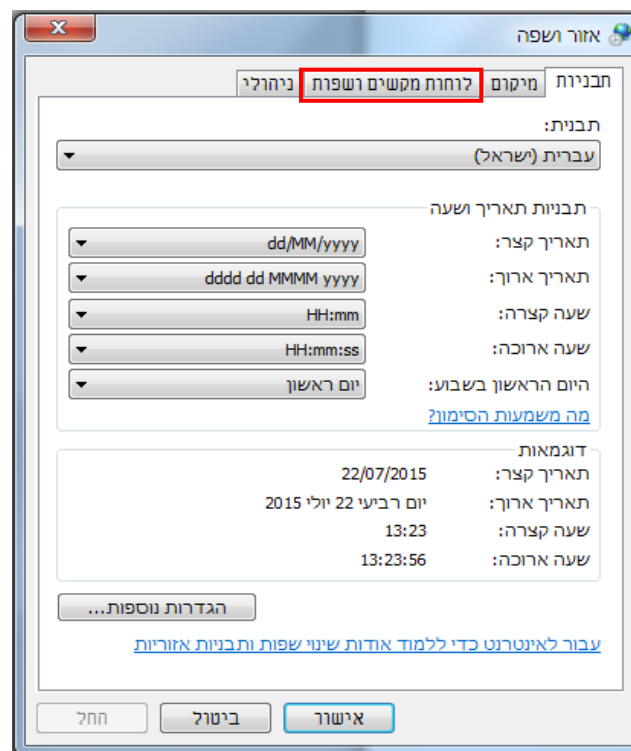 אזור ושפה
תבניות מיקום לוחות מקשים ושפות ניהולי
תבנית:
עברית (ישראל)
תבניות תאריך ושעה
תאריך קצר: dd/MM/yyyy
תאריך ארוך: dddd dd MMMM yyyy
שעה קצרה: HH:mm
שעה ארוכה: HH:mm:ss
היום הראשון בשבוע: יום ראשון
מה משמעות הסימון?
דוגמאות
תאריך קצר: 22/07/2015
תאריך ארוך: יום רביעי 22 יולי 2015
שעה קצרה: 13:23
שעה ארוכה: 13:23:56
הגדרות נוספות...
עבור לאינטרנט כדי ללמוד אודות שינוי שפות ותבניות אזוריות
אישור ביטול החל